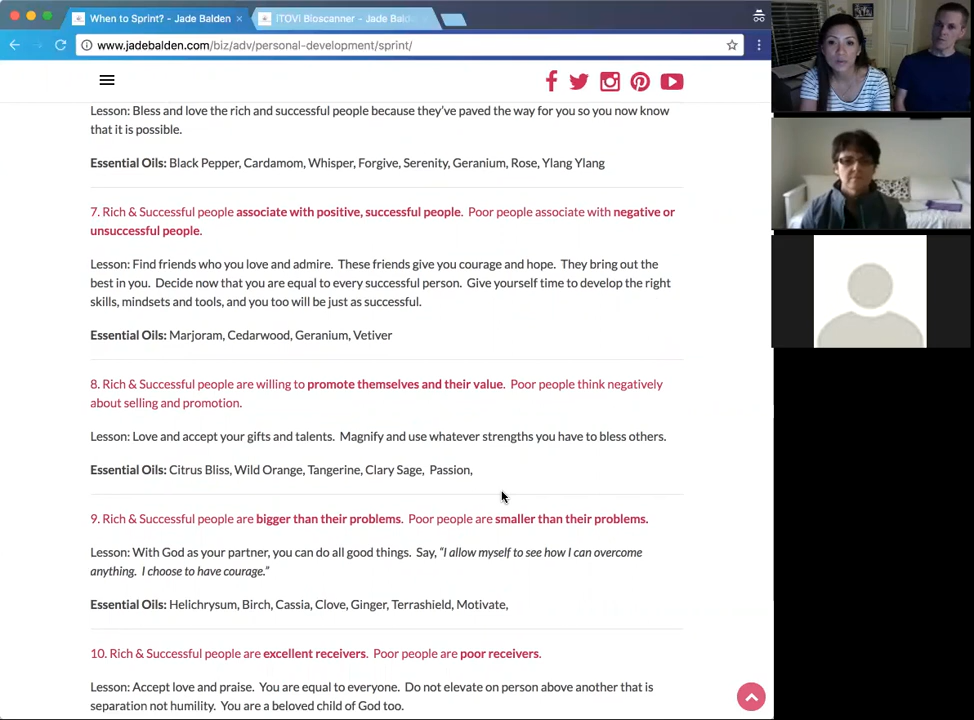 When to Sprint? - Jade Balden
iTOVi Bioscanner - Jade Balde
www.jadebalden.com/biz/adv/personal-development/sprint/
Lesson: Bless and love the rich and successful people because they've paved the way for you so you now know
that it is possible.
Essential Oils: Black Pepper, Cardamom, Whisper, Forgive, Serenity, Geranium, Rose, Ylang Ylang
7. Rich & Successful people associate with positive, successful people. Poor people associate with negative or
unsuccessful people.
Lesson: Find friends who you love and admire. These friends give you courage and hope. They bring out the
best in you. Decide now that you are equal to every successful person. Give yourself time to develop the right
skills, mindsets and tools, and you too will be just as successful.
Essential Oils: Marjoram, Cedarwood, Geranium, Vetiver
8. Rich & Successful people are willing to promote themselves and their value. Poor people think negatively
about selling and promotion.
Lesson: Love and accept your gifts and talents. Magnify and use whatever strengths you have to bless others.
Essential Oils: Citrus Bliss, Wild Orange, Tangerine, Clary Sage, Passion,
9. Rich & Successful people are bigger than their problems. Poor people are smaller than their problems.
Lesson: With God as your partner, you can do all good things. Say, "I allow myself to see how I can overcome
anything. I choose to have courage."
Essential Oils: Helichrysum, Birch, Cassia, Clove, Ginger, Terrashield, Motivate,
10. Rich & Successful people are excellent receivers. Poor people are poor receivers.
Lesson: Accept love and praise. You are equal to everyone. Do not elevate on person above another that is
separation not humility. You are a beloved child of God too.